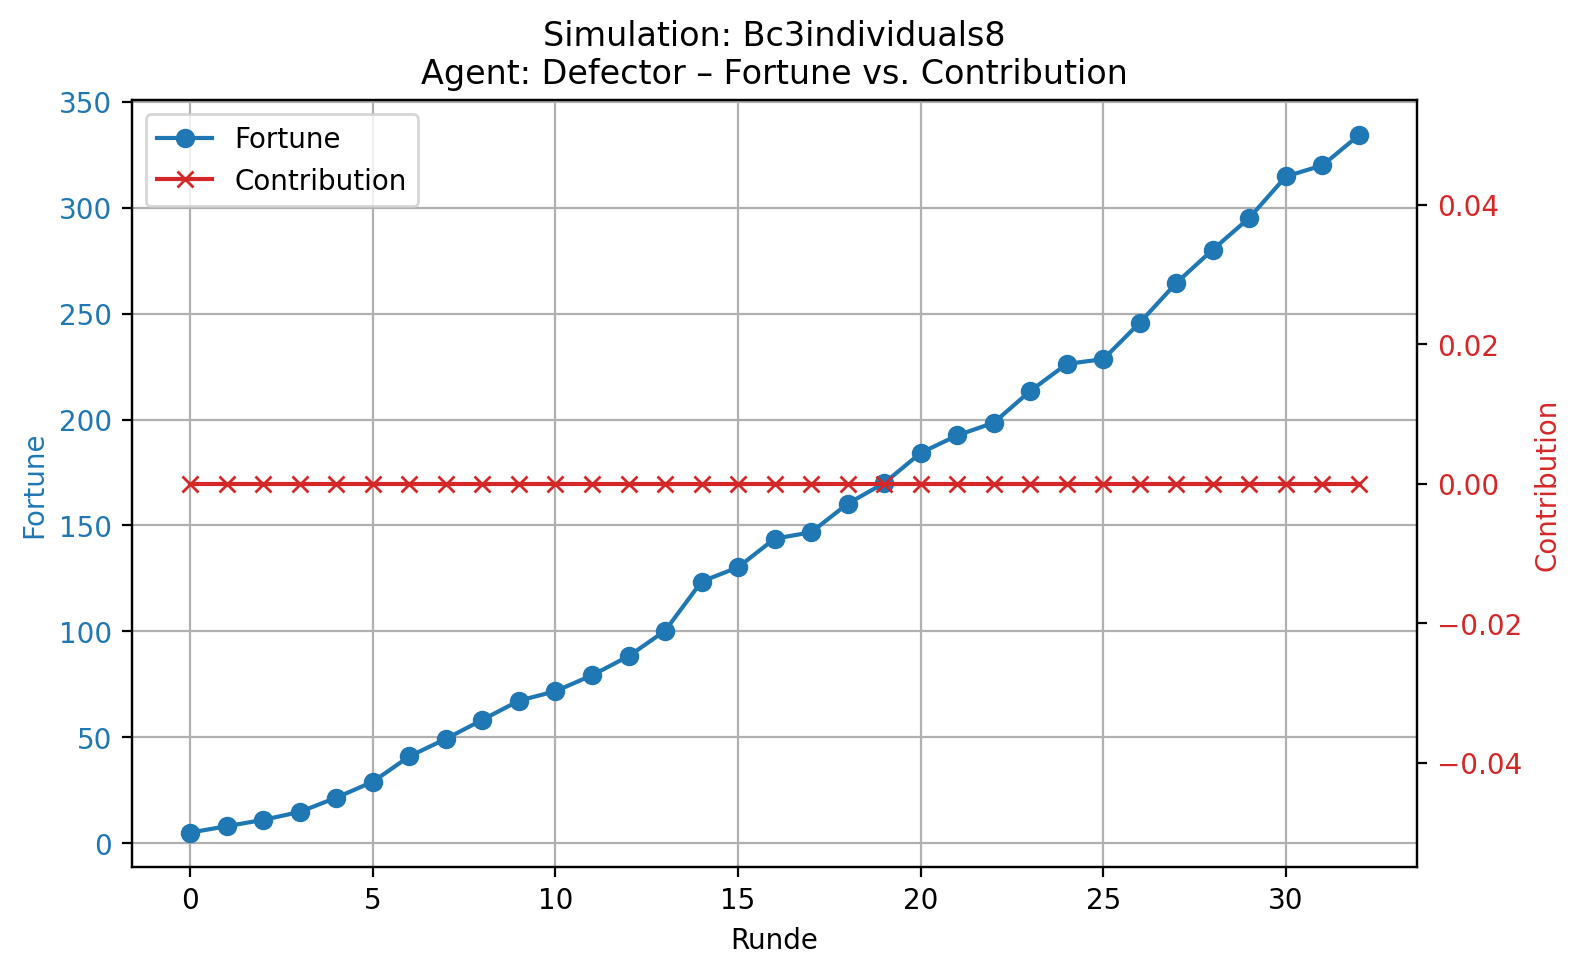 Simulation: Bc3individuals8
Agent: Defector – Fortune vs. Contribution
Fortune
Contribution
350
300
250
200
150
100
50
0
Fortune
0.04
0.02
0.00
−0.02
−0.04
Contribution
0 5 10 15 20 25 30
Runde